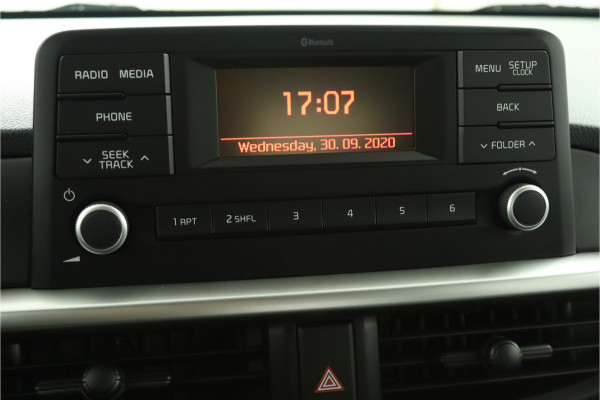 Bluetooth
RADIO MEDIA
PHONE
SEEK
TRACK
17:07
Wednesday, 30. 09. 2020
MENU SETUP
CLOCK
BACK
FOLDER
1 RPT 2 SHFL 3 4 5 6